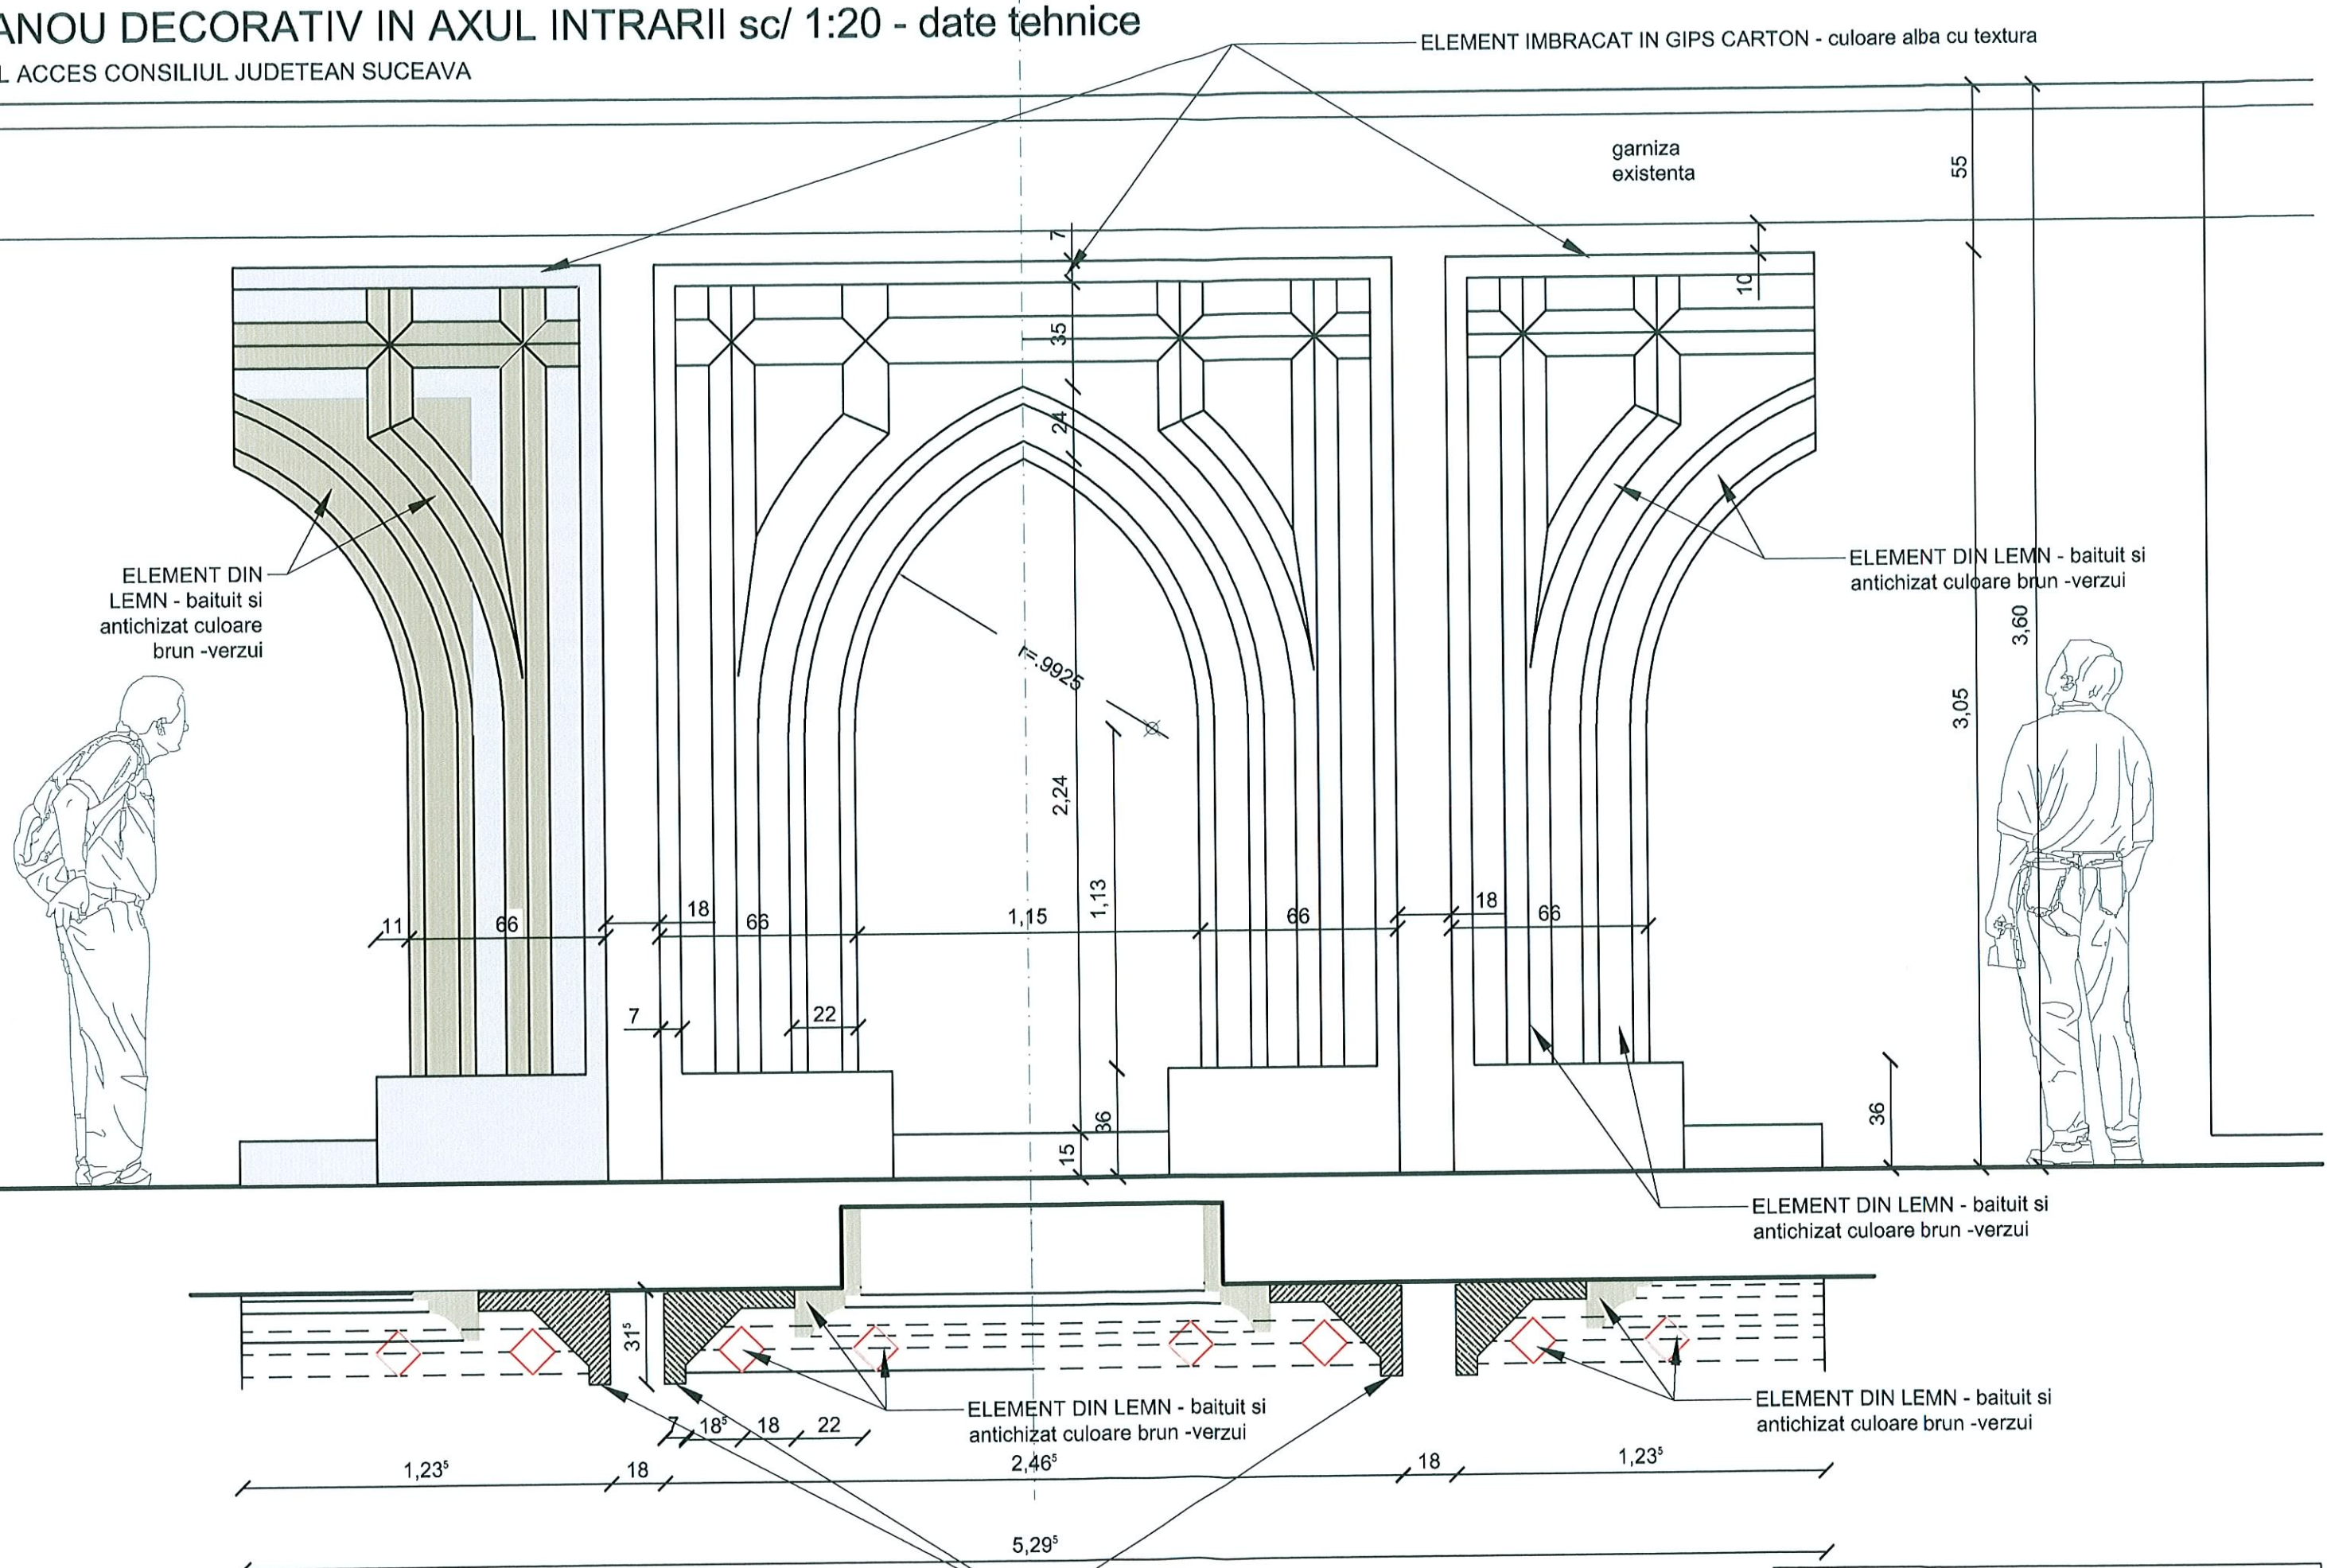 ANOU DECORATIV IN AXUL INTRARII sc/ 1:20 - date tehnice
L ACCES CONSILIUL JUDETEAN SUCEAVA
ELEMENT IMBRACAT IN GIPS CARTON - culoare alba cu textura
garniza
existenta
55
7
10
35
24
ELEMENT DIN
LEMN - baituit si
antichizat culoare
brun -verzui
ELEMENT DIN LEMN - baituit si
antichizat culoare brun -verzui
3,60
r=.9925
3,05
2,24
1,13
11
66
18
66
1,15
66
18
66
7
22
36
15
36
ELEMENT DIN LEMN - baituit si
antichizat culoare brun -verzui
31⁵
ELEMENT DIN LEMN - baituit si
antichizat culoare brun -verzui
ELEMENT DIN LEMN - baituit si
antichizat culoare brun -verzui
7
18⁵
18
22
1,23⁵
18
2,46⁵
18
1,23⁵
5,29⁵